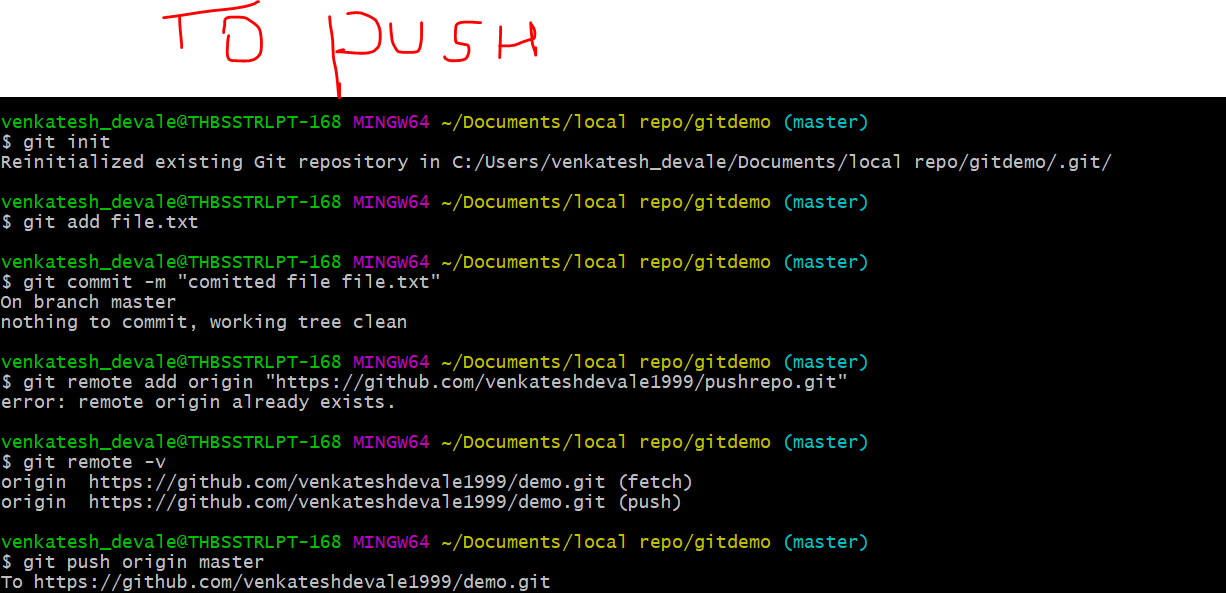 TO PUSH
venkatesh_devale@THBSSTRLPT-168 MINGW64 ~/Documents/local repo/gitdemo (master)
$ git init
Reinitialized existing Git repository in C:/Users/venkatesh_devale/Documents/local repo/gitdemo/.git/
venkatesh_devale@THBSSTRLPT-168 MINGW64 ~/Documents/local repo/gitdemo (master)
$ git add file.txt
venkatesh_devale@THBSSTRLPT-168 MINGW64 ~/Documents/local repo/gitdemo (master)
$ git commit -m "comitted file file.txt"
On branch master
nothing to commit, working tree clean
venkatesh_devale@THBSSTRLPT-168 MINGW64 ~/Documents/local repo/gitdemo (master)
$ git remote add origin "https://github.com/venkateshdevale1999/pushrepo.git"
error: remote origin already exists.
venkatesh_devale@THBSSTRLPT-168 MINGW64 ~/Documents/local repo/gitdemo (master)
$ git remote -v
origin  https://github.com/venkateshdevale1999/demo.git (fetch)
origin  https://github.com/venkateshdevale1999/demo.git (push)
venkatesh_devale@THBSSTRLPT-168 MINGW64 ~/Documents/local repo/gitdemo (master)
$ git push origin master
To https://github.com/venkateshdevale1999/demo.git